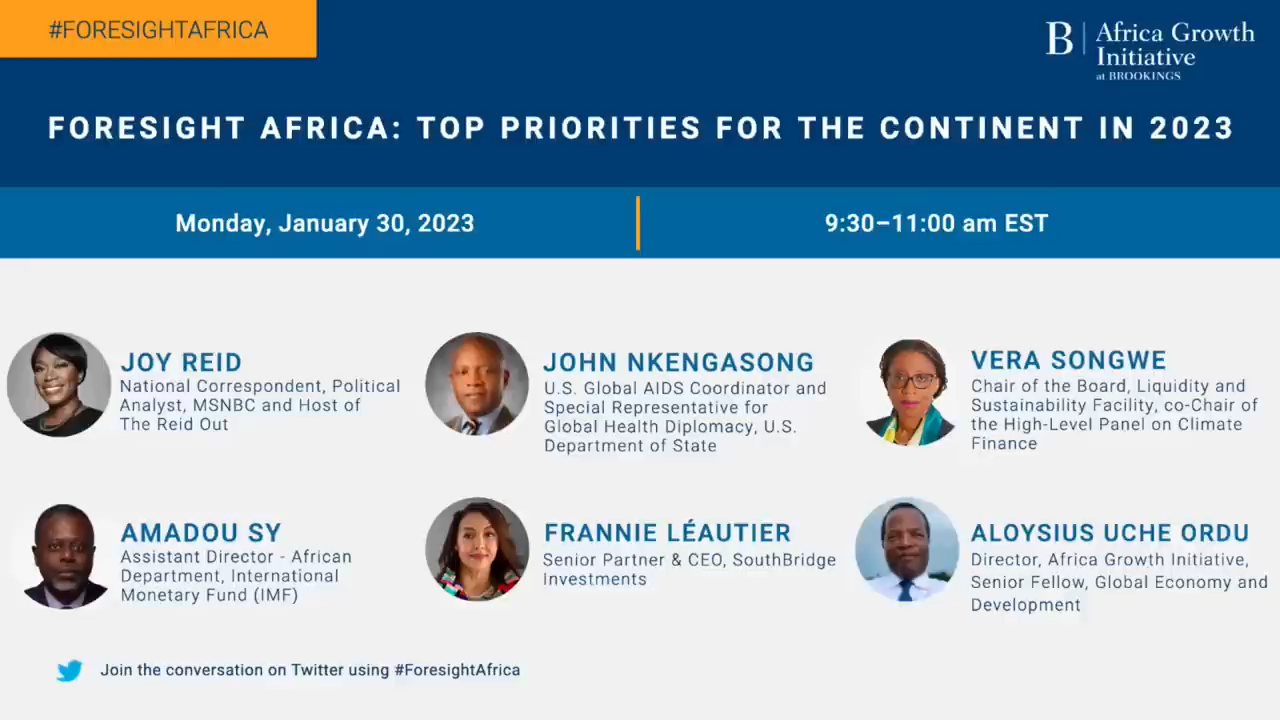 #FORESIGHTAFRICA
B | Africa Growth
Initiative
at BROOKINGS
FORESIGHT AFRICA: TOP PRIORITIES FOR THE CONTINENT IN 2023
Monday, January 30, 2023
9:30–11:00 am EST
JOY REID
National Correspondent, Political
Analyst, MSNBC and Host of
The Reid Out
JOHN NKENGASONG
U.S. Global AIDS Coordinator and
Special Representative for
Global Health Diplomacy, U.S.
Department of State
VERA SONGWE
Chair of the Board, Liquidity and
Sustainability Facility, co-Chair of
the High-Level Panel on Climate
Finance
AMADOU SY
Assistant Director - African
Department, International
Monetary Fund (IMF)
FRANNIE LÉAUTIER
Senior Partner & CEO, SouthBridge
Investments
ALOYSIUS UCHE ORDU
Director, Africa Growth Initiative,
Senior Fellow, Global Economy and
Development
Join the conversation on Twitter using #ForesightAfrica